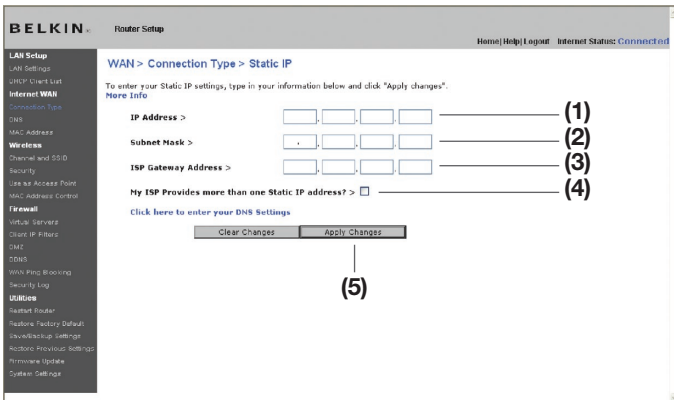 BELKIN® Router Setup
Home|Help|Logout Internet Status: Connected
LAN Setup
LAN Settings
DHCP Client List
Internet WAN
Connection Type
DNS
MAC Address
Wireless
Channel and SSID
Security
Use as Access Point
MAC Address Control
Firewall
Virtual Servers
Client IP Filters
DMZ
DDNS
WAN Ping Blocking
Security Log
Utilities
Restart Router
Restore Factory Default
Save/Backup Settings
Restore Previous Settings
Firmware Update
System Settings
WAN > Connection Type > Static IP
To enter your Static IP settings, type in your information below and click "Apply changes".
More Info
IP Address > . . . (1)
Subnet Mask > . . . (2)
ISP Gateway Address > . . . (3)
My ISP Provides more than one Static IP address? > (4)
Click here to enter your DNS Settings
Clear Changes Apply Changes
(5)